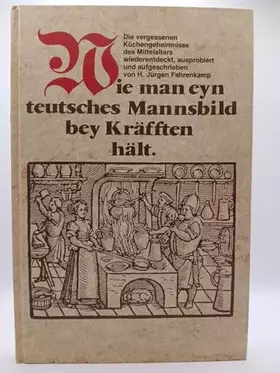 Die vergessenen
Küchengeheimnisse
des Mittelalters
wiederentdeckt, ausprobiert
und aufgeschrieben
von H. Jürgen Fahrenkamp
Wie man eyn
teutsches Mannsbild
bey Kräfften
hält.